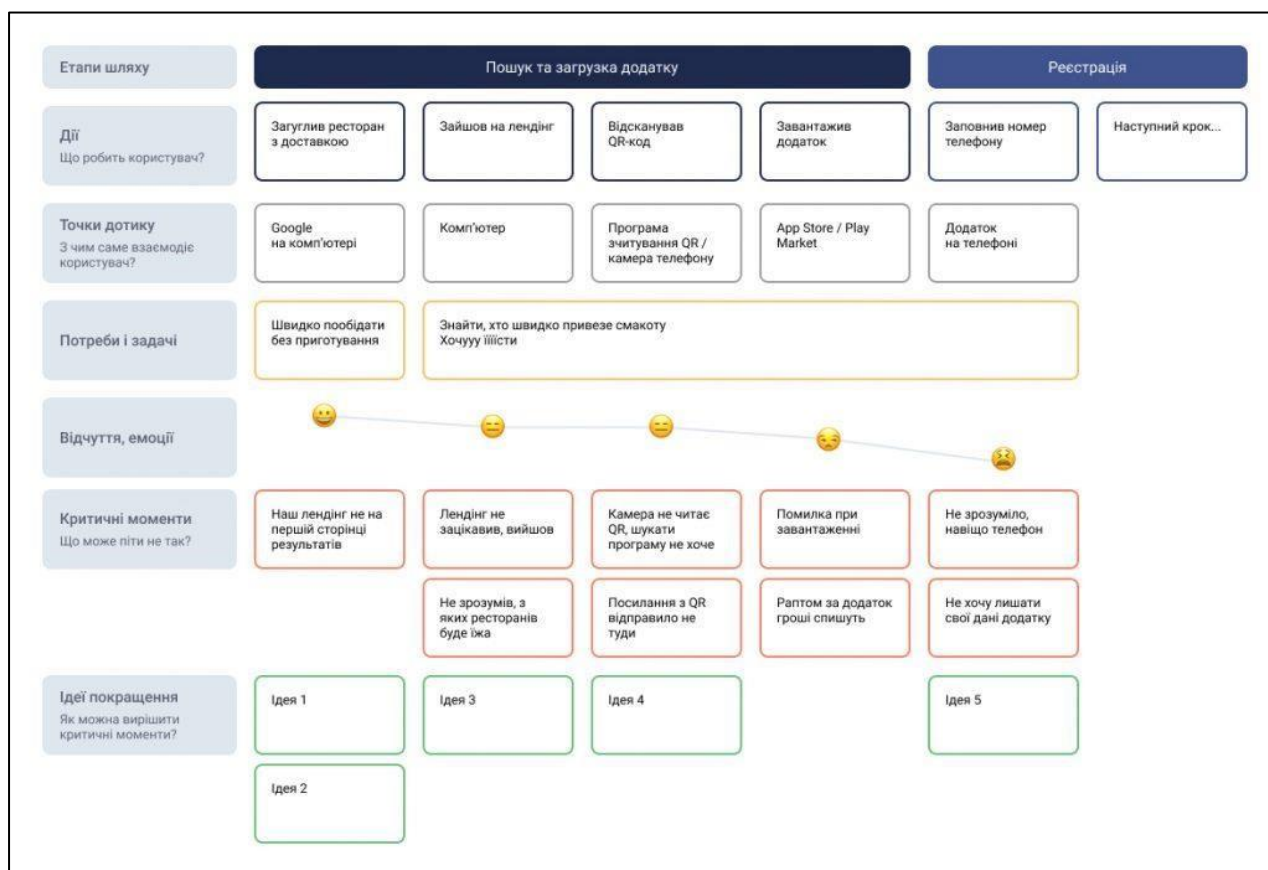 Етапи шляху
Пошук та загрузка додатку
Реєстрація
Дії
Що робить користувач?
Загуглив ресторан
з доставкою
Зайшов на лендінг
Відсканував
QR-код
Завантажив
додаток
Заповнив номер
телефону
Наступний крок...
Точки дотику
З чим саме взаємодіє
користувач?
Google
на комп'ютері
Комп'ютер
Програма
зчитування QR /
камера телефону
App Store / Play
Market
Додаток
на телефоні
Потреби і задачі
Швидко пообідати
без приготування
Знайти, хто швидко привезе смакоту
Хочууу їїїїсти
Відчуття, емоції
Критичні моменти
Що може піти не так?
Наш лендінг не на
першій сторінці
результатів
Лендінг не
зацікавив, вийшов
Камера не читає
QR, шукати
програму не хоче
Помилка при
завантаженні
Не зрозуміло,
навіщо телефон
Не зрозумів, з
яких ресторанів
буде їжа
Посилання з QR
відправило не
туди
Раптом за додаток
гроші спишуть
Не хочу лишати
свої дані додатку
Ідеї покращення
Як можна вирішити
критичні моменти?
Ідея 1
Ідея 3
Ідея 4
Ідея 5
Ідея 2